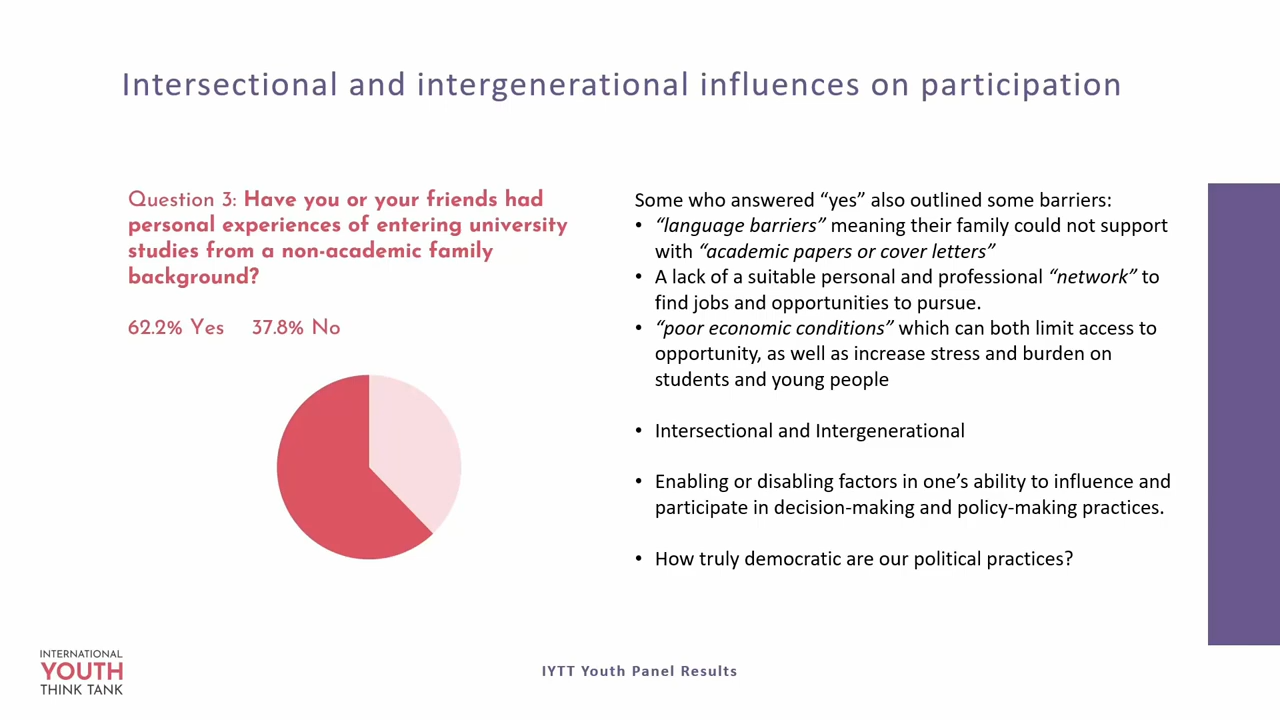 Intersectional and intergenerational influences on participation
Question 3: Have you or your friends had
personal experiences of entering university
studies from a non-academic family
background?
62.2% Yes 37.8% No
Some who answered “yes” also outlined some barriers:
• “language barriers” meaning their family could not support
with “academic papers or cover letters”
• A lack of a suitable personal and professional “network” to
find jobs and opportunities to pursue.
• “poor economic conditions” which can both limit access to
opportunity, as well as increase stress and burden on
students and young people
• Intersectional and Intergenerational
• Enabling or disabling factors in one’s ability to influence and
participate in decision-making and policy-making practices.
• How truly democratic are our political practices?
INTERNATIONAL
YOUTH
THINK TANK
IYTT Youth Panel Results